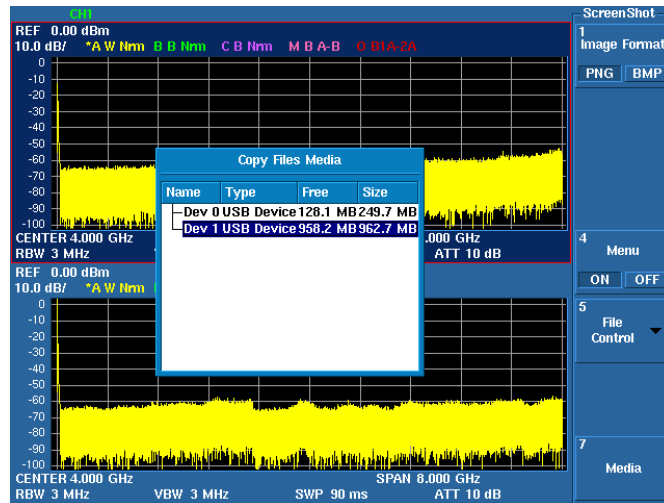 CH1
REF 0.00 dBm
10.0 dB/ *A W Nrm B B Nrm C B Nrm M B A-B O B1A-2A
0
-10
-20
-30
-40
-50
-60
-70
-80
-90
-100
CENTER 4.000 GHz .000 GHz
RBW 3 MHz ATT 10 dB
Copy Files Media
Name Type Free Size
Dev 0 USB Device 128.1 MB 249.7 MB
Dev 1 USB Device 958.2 MB 962.7 MB
REF 0.00 dBm
10.0 dB/ *A W Nrm
0
-10
-20
-30
-40
-50
-60
-70
-80
-90
-100
CENTER 4.000 GHz SPAN 8.000 GHz
RBW 3 MHz VBW 3 MHz SWP 90 ms ATT 10 dB
ScreenShot
1
Image Format
PNG BMP
4
Menu
ON OFF
5
File
Control
7
Media